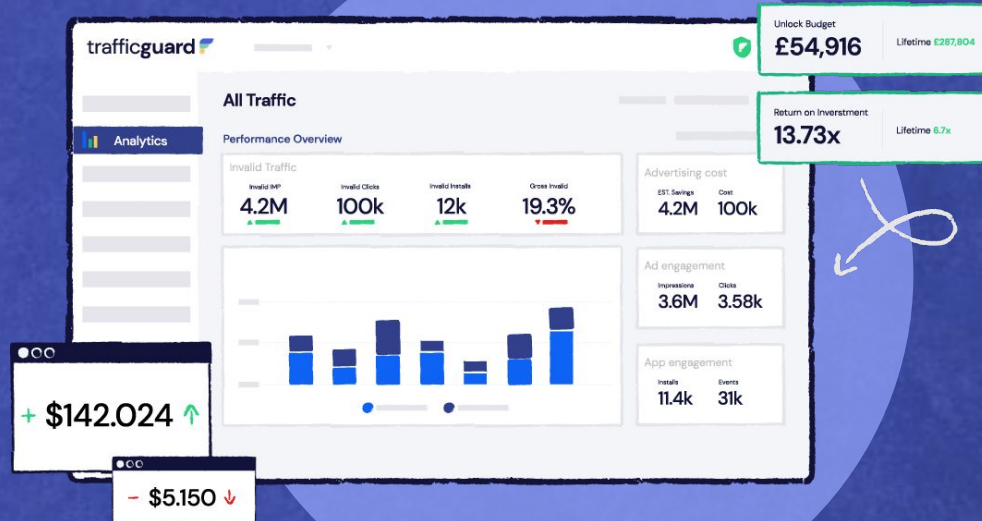 trafficguard
Unlock Budget
£54,916
Lifetime £287,804
Return on Inverstment
13.73x
Lifetime 6.7x
All Traffic
Analytics
Performance Overview
Invalid Traffic
Invalid IMP
Invalid Clicks
Invalid Installs
Gross Invalid
4.2M
100k
12k
19.3%
Advertising cost
EST. Savings
Cost
4.2M
100k
Ad engagement
Impressions
Clicks
3.6M
3.58k
App engagement
Installs
Events
11.4k
31k
+ $142.024
- $5.150